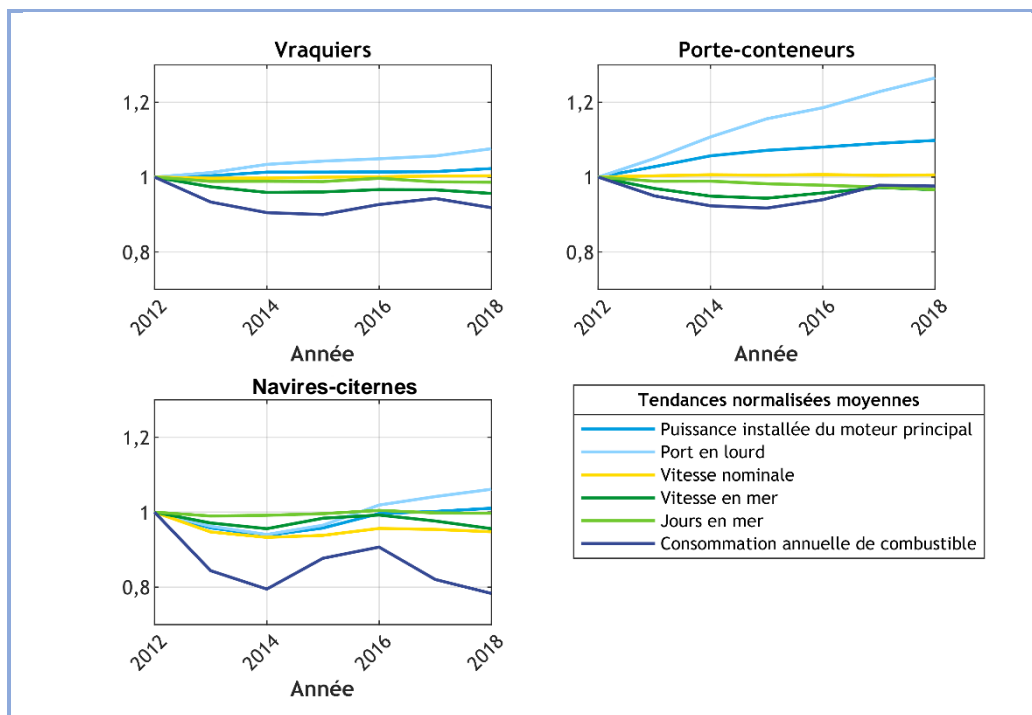 Vraquiers
1,2
1
0,8
2012
2014
2016
2018
Année
Porte-conteneurs
1,2
1
0,8
2012
2014
2016
2018
Année
Navires-citernes
1,2
1
0,8
2012
2014
2016
2018
Année
Tendances normalisées moyennes
Puissance installée du moteur principal
Port en lourd
Vitesse nominale
Vitesse en mer
Jours en mer
Consommation annuelle de combustible